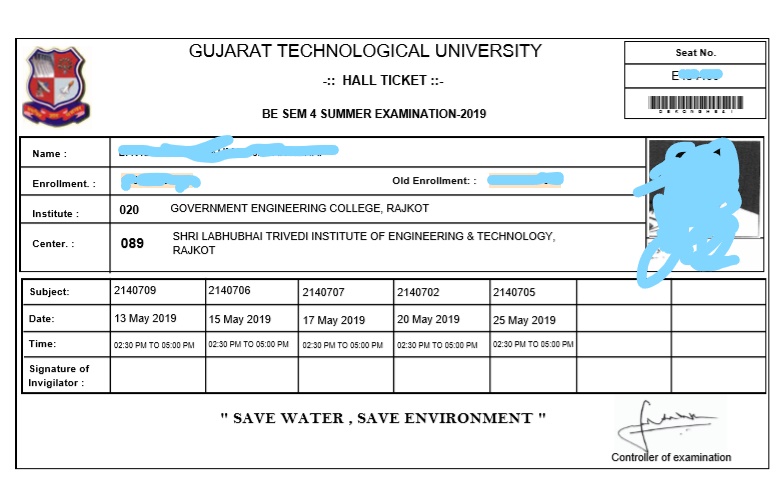 GUJARAT TECHNOLOGICAL UNIVERSITY
-:: HALL TICKET ::-
BE SEM 4 SUMMER EXAMINATION-2019
Seat No.
Name :
Enrollment. : Old Enrollment: :
Institute : 020 GOVERNMENT ENGINEERING COLLEGE, RAJKOT
Center. : 089 SHRI LABHUBHAI TRIVEDI INSTITUTE OF ENGINEERING & TECHNOLOGY,
RAJKOT
Subject: 2140709 2140706 2140707 2140702 2140705
Date: 13 May 2019 15 May 2019 17 May 2019 20 May 2019 25 May 2019
Time: 02:30 PM TO 05:00 PM 02:30 PM TO 05:00 PM 02:30 PM TO 05:00 PM 02:30 PM TO 05:00 PM 02:30 PM TO 05:00 PM
Signature of
Invigilator :
" SAVE WATER , SAVE ENVIRONMENT "
Controller of examination